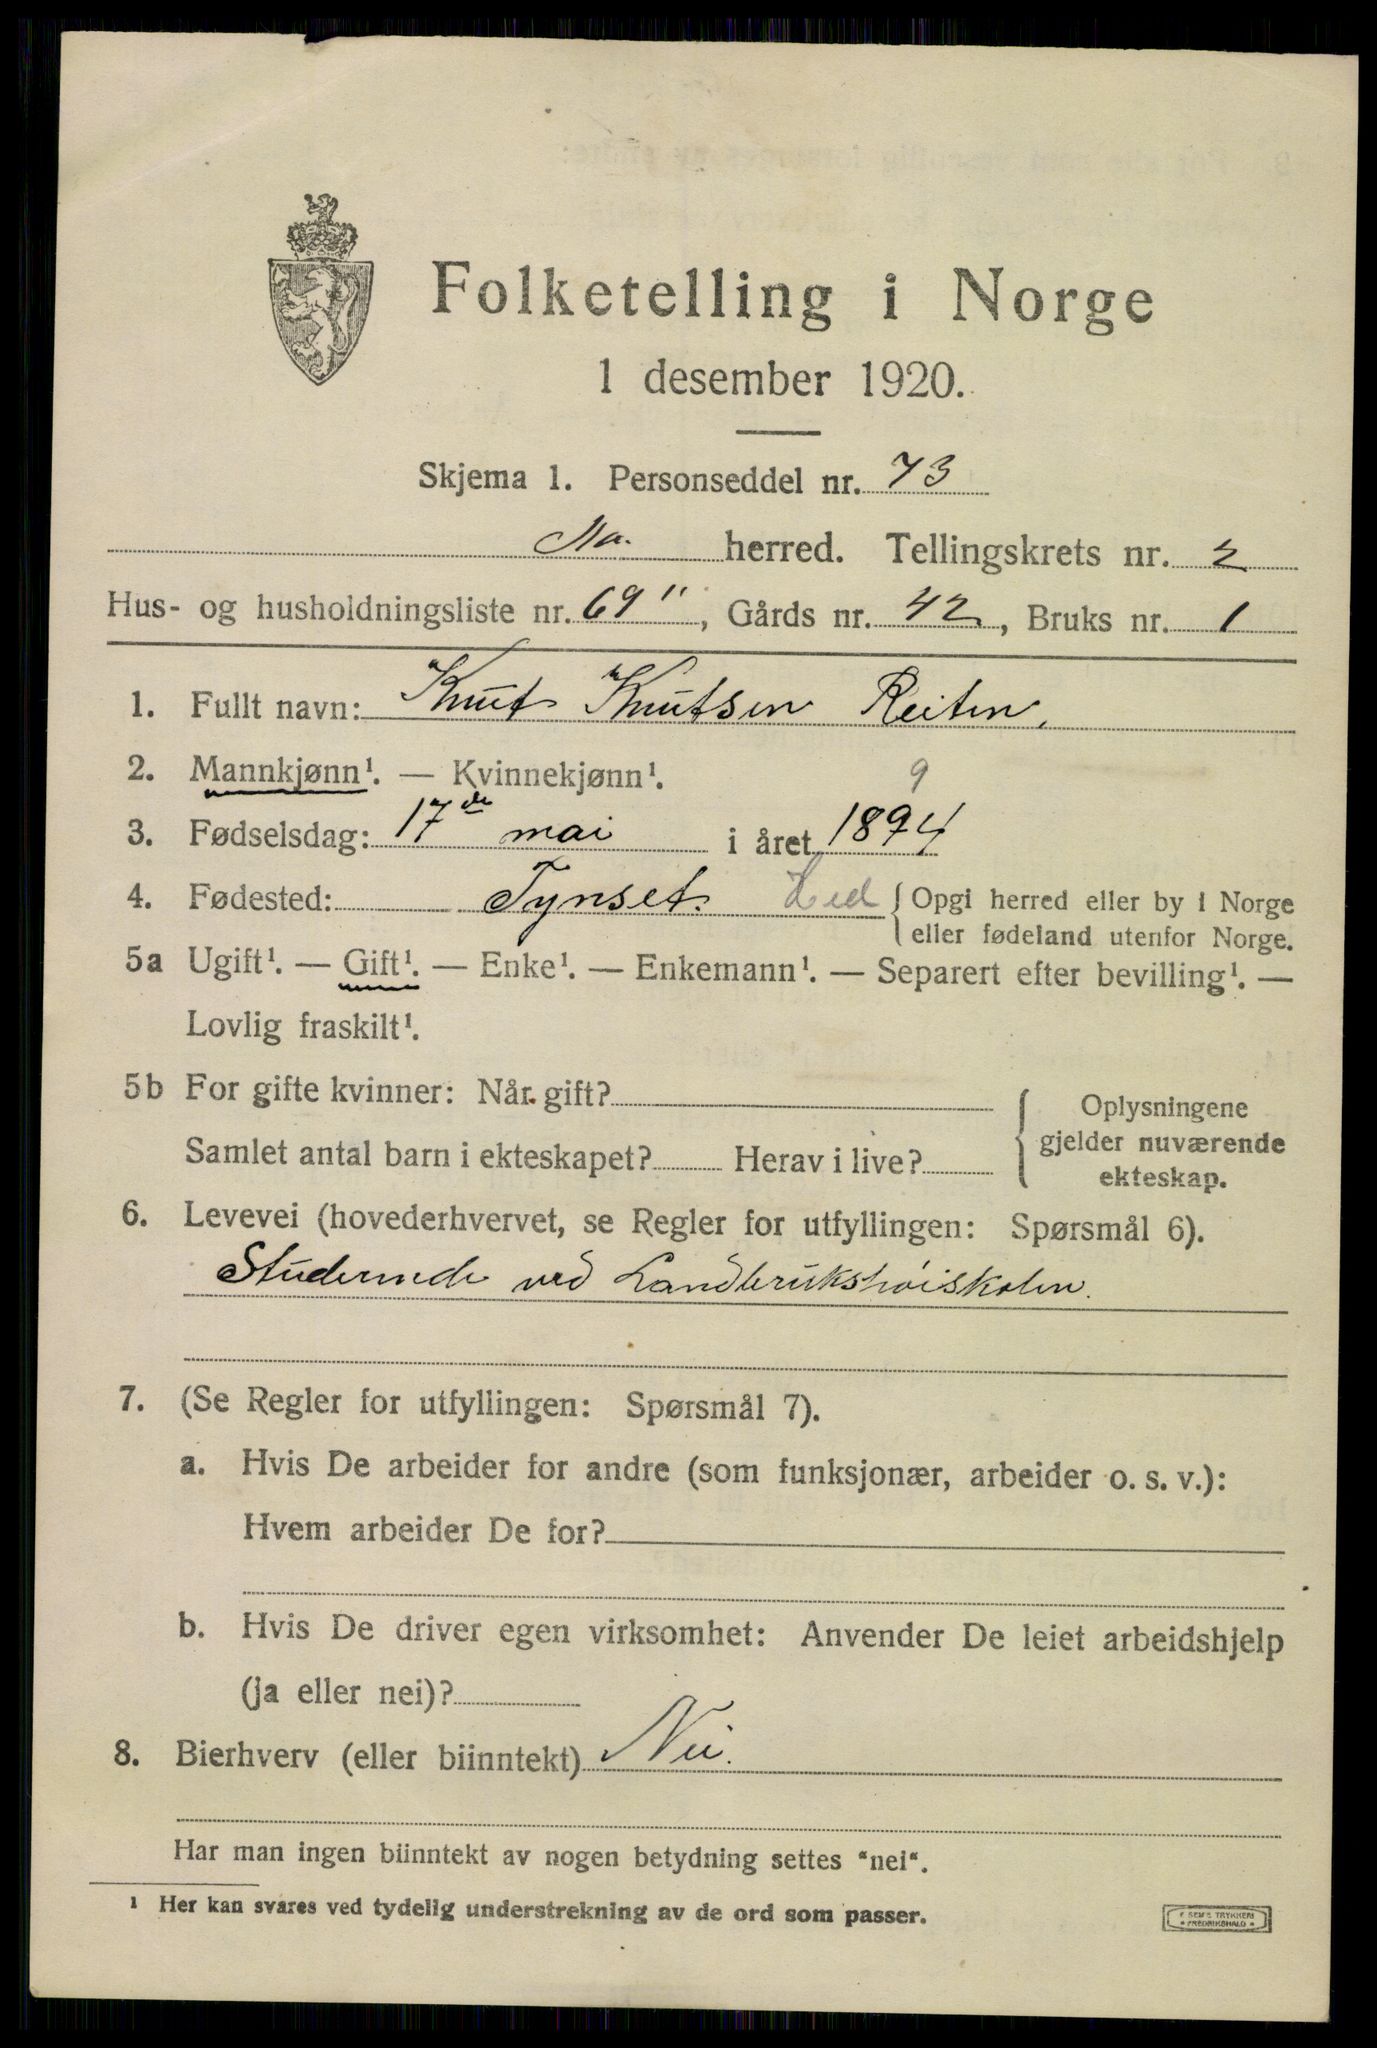 Folketelling i Norge
1 desember 1920.
Skjema 1. Personseddel nr. 73
herred. Tellingskrets nr. 2
Hus- og husholdningsliste nr. 69", Gårds nr. 42, Bruks nr. 1
1. Fullt navn: Knut Knutsen Reiten.
2. Mannkjønn¹. — Kvinnekjønn¹. 9
3. Fødselsdag: 17de mai i året 1894
4. Fødested: Tynset. Hed { Opgi herred eller by i Norge
eller fødeland utenfor Norge.
5a Ugift¹. — Gift¹. — Enke¹. — Enkemann¹. — Separert efter bevilling¹. —
Lovlig fraskilt¹.
5b For gifte kvinner: Når gift?
Samlet antal barn i ekteskapet? Herav i live?
{ Oplysningene
gjelder nuværende
ekteskap.
6. Levevei (hovederhvervet, se Regler for utfyllingen: Spørsmål 6).
Studerende ved Landbrukshøiskolen.
7. (Se Regler for utfyllingen: Spørsmål 7).
a. Hvis De arbeider for andre (som funksjonær, arbeider o. s. v.):
Hvem arbeider De for?
b. Hvis De driver egen virksomhet: Anvender De leiet arbeidshjelp
(ja eller nei)?
8. Bierhverv (eller biinntekt) Nei.
Har man ingen biinntekt av nogen betydning settes "nei".
¹ Her kan svares ved tydelig understrekning av de ord som passer.
SEM'S TRYKKERI
* FREDRIKSHALD *